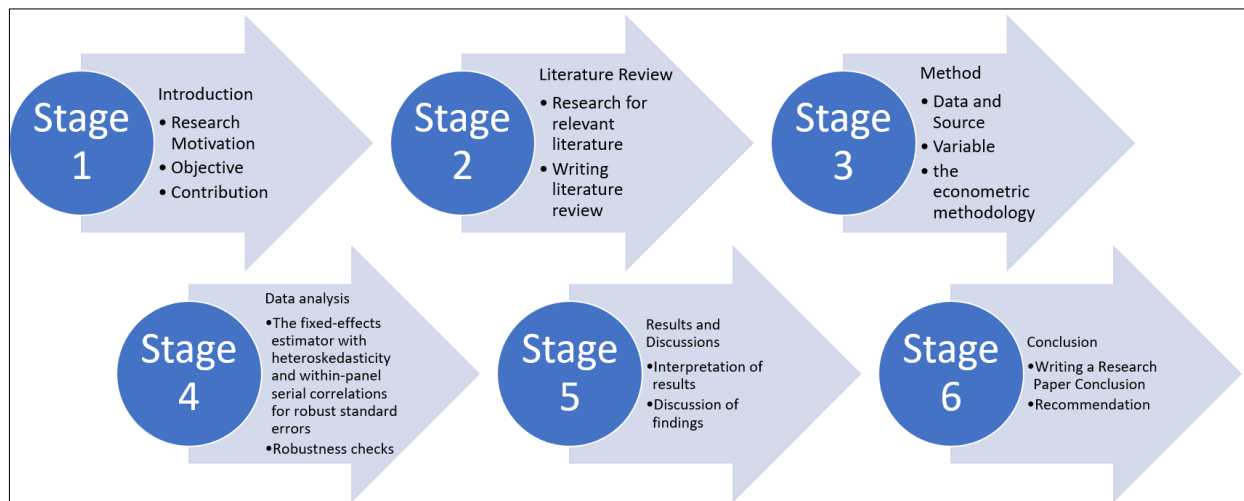 Stage
1
Introduction
• Research
Motivation
• Objective
• Contribution
Stage
2
Literature Review
• Research for
relevant
literature
• Writing
literature
review
Stage
3
Method
• Data and
Source
• Variable
• the
econometric
methodology
Stage
4
Data analysis
•The fixed-effects
estimator with
heteroskedasticity
and within-panel
serial correlations
for robust standard
errors
•Robustness checks
Stage
5
Results and
Discussions
•Interpretation of
results
•Discussion of
findings
Stage
6
Conclusion
•Writing a Research
Paper Conclusion
•Recommendation